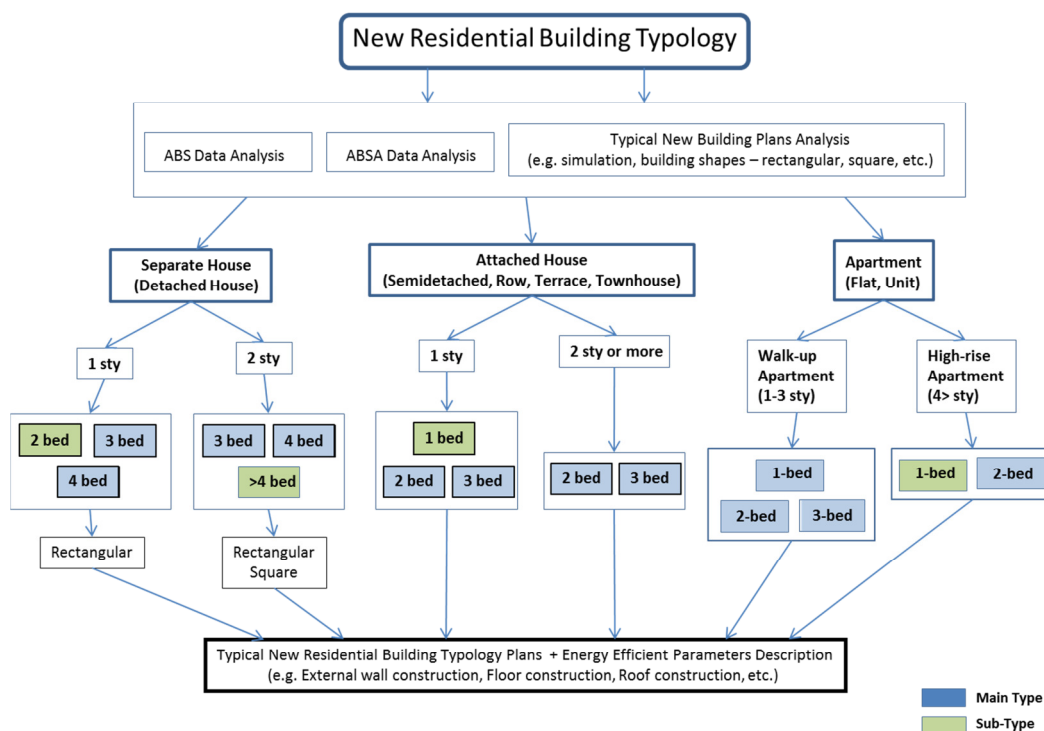 New Residential Building Typology
ABS Data Analysis
ABSA Data Analysis
Typical New Building Plans Analysis
(e.g. simulation, building shapes – rectangular, square, etc.)
Separate House
(Detached House)
Attached House
(Semidetached, Row, Terrace, Townhouse)
Apartment
(Flat, Unit)
1 sty
2 sty
1 sty
2 sty or more
Walk-up
Apartment
(1-3 sty)
High-rise
Apartment
(4> sty)
2 bed
3 bed
4 bed
3 bed
4 bed
>4 bed
1 bed
2 bed
3 bed
2 bed
3 bed
1-bed
2-bed
3-bed
1-bed
2-bed
Rectangular
Rectangular
Square
Typical New Residential Building Typology Plans + Energy Efficient Parameters Description
(e.g. External wall construction, Floor construction, Roof construction, etc.)
Main Type
Sub-Type